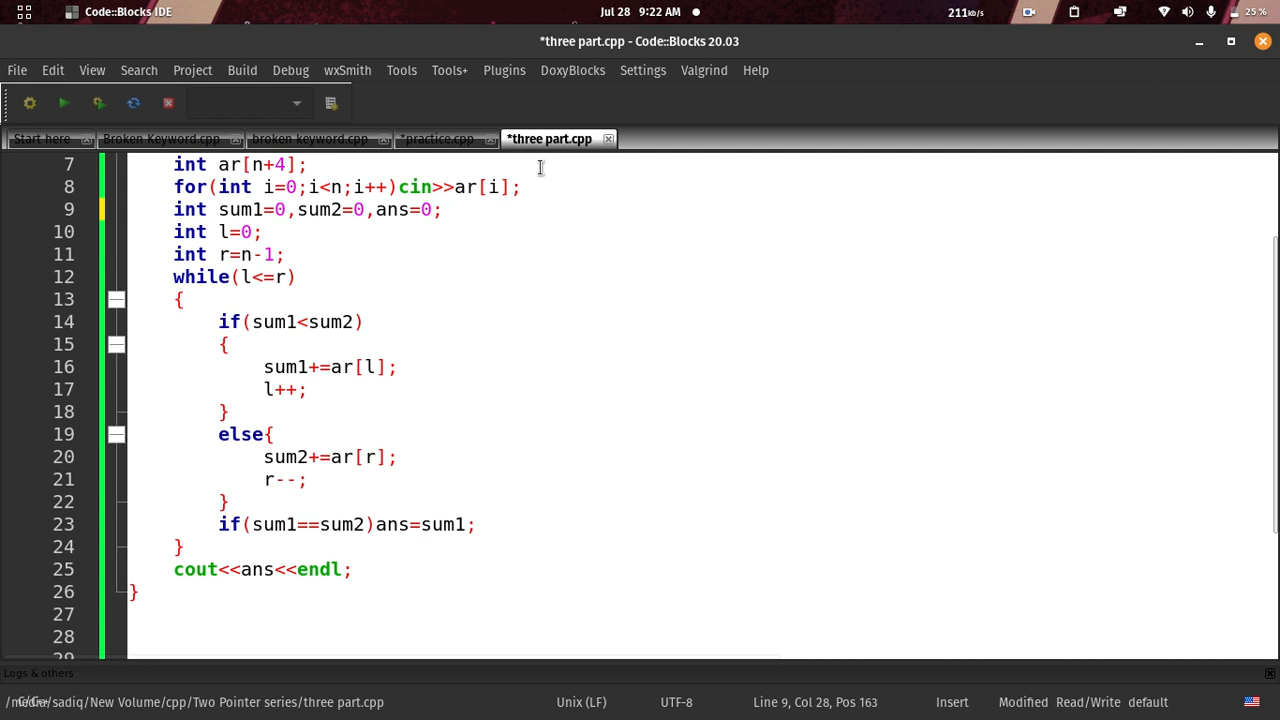 Code::Blocks IDE
Jul 28 9:22 AM
211kb/s
25 %
*three part.cpp - Code::Blocks 20.03
File Edit View Search Project Build Debug wxSmith Tools Tools+ Plugins DoxyBlocks Settings Valgrind Help
Start here Broken Keyword.cpp broken keyword.cpp *practice.cpp *three part.cpp
7 int ar[n+4];
8 for(int i=0;i<n;i++)cin>>ar[i];
9 int sum1=0,sum2=0,ans=0;
10 int l=0;
11 int r=n-1;
12 while(l<=r)
13 {
14 if(sum1<sum2)
15 {
16 sum1+=ar[l];
17 l++;
18 }
19 else{
20 sum2+=ar[r];
21 r--;
22 }
23 if(sum1==sum2)ans=sum1;
24 }
25 cout<<ans<<endl;
26 }
27
28
29
Logs & others
/media/sadiq/New Volume/cpp/Two Pointer series/three part.cpp
Unix (LF) UTF-8 Line 9, Col 28, Pos 163 Insert Modified Read/Write default